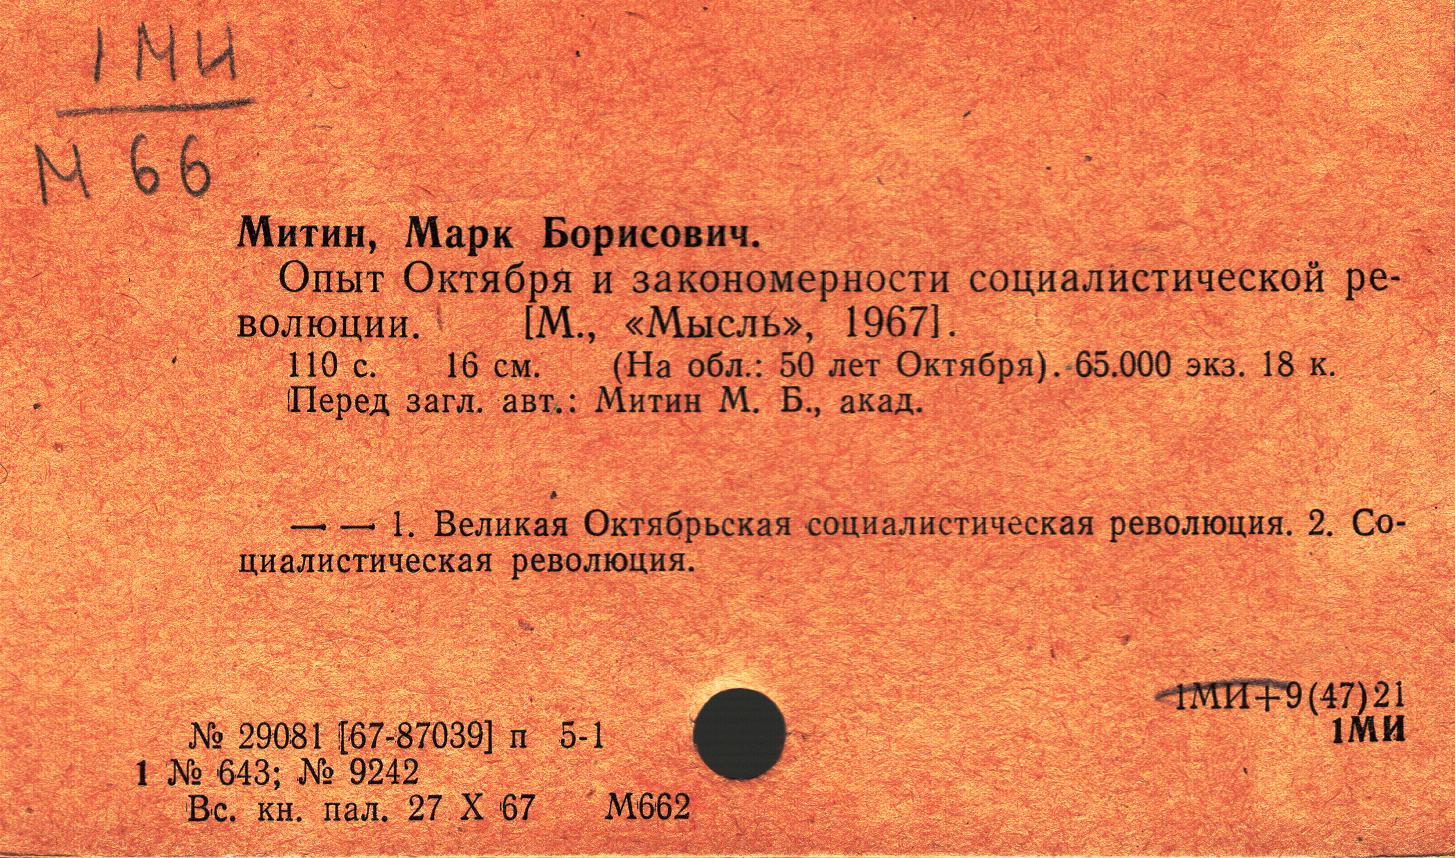 1 МИ
М 66
Митин, Марк Борисович.
Опыт Октября и закономерности социалистической ре-
волюции. [М., «Мысль», 1967].
110 с. 16 см. (На обл.: 50 лет Октября). 65.000 экз. 18 к.
Перед загл. авт.: Митин М. Б., акад.
— — 1. Великая Октябрьская социалистическая революция. 2. Со-
циалистическая революция.
1МИ+9(47)21
1МИ
№ 29081 [67-87039] п 5-1
1 № 643; № 9242
Вс. кн. пал. 27 X 67 М662